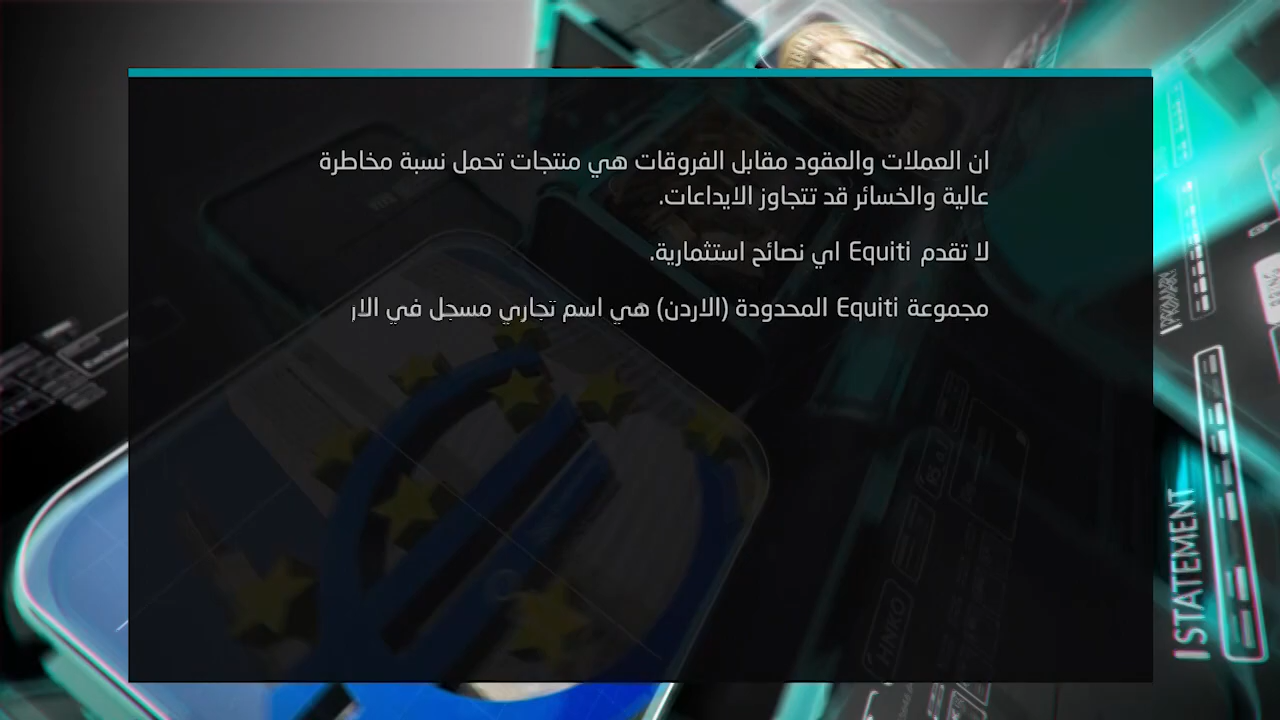 ان العملات والعقود مقابل الفروقات هي منتجات تحمل نسبة مخاطرة
عالية والخسائر قد تتجاوز الايداعات.
لا تقدم Equiti اي نصائح استثمارية.
مجموعة Equiti المحدودة (الاردن) هي اسم تجاري مسجل في الار
STATEMENT